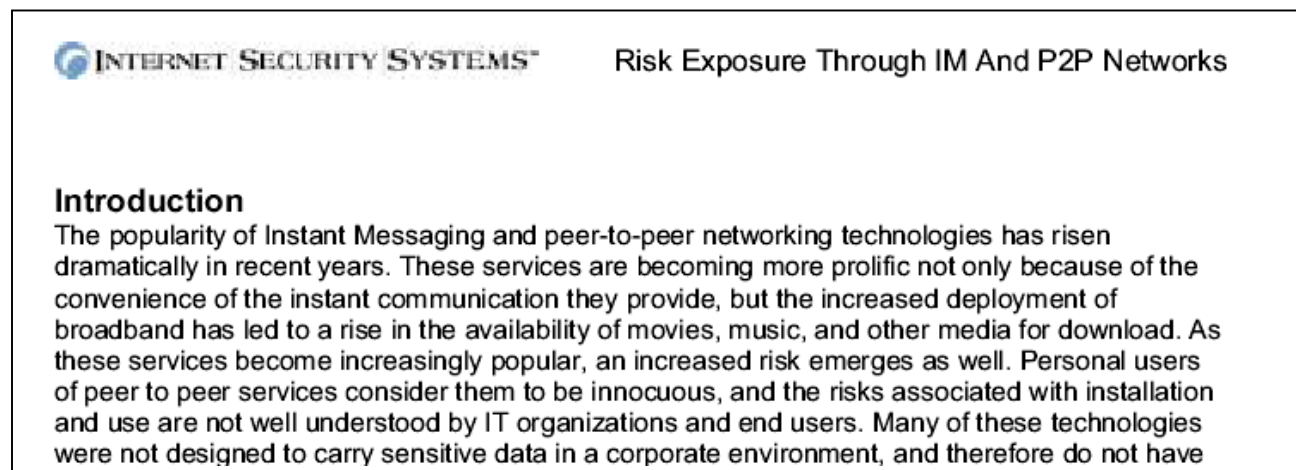 INTERNET SECURITY SYSTEMS™ Risk Exposure Through IM And P2P Networks
Introduction
The popularity of Instant Messaging and peer-to-peer networking technologies has risen
dramatically in recent years. These services are becoming more prolific not only because of the
convenience of the instant communication they provide, but the increased deployment of
broadband has led to a rise in the availability of movies, music, and other media for download. As
these services become increasingly popular, an increased risk emerges as well. Personal users
of peer to peer services consider them to be innocuous, and the risks associated with installation
and use are not well understood by IT organizations and end users. Many of these technologies
were not designed to carry sensitive data in a corporate environment, and therefore do not have